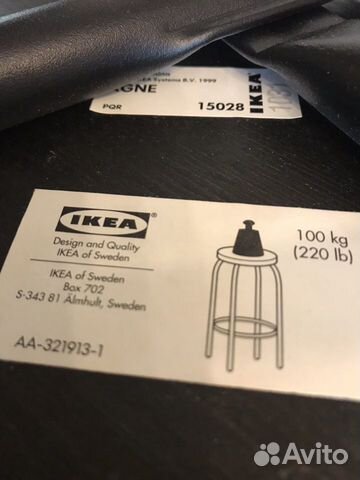 IKEA Systems B.V. 1999
AGNE
PQR 15028
IKEA
IKEA
Design and Quality
IKEA of Sweden
IKEA of Sweden
Box 702
S-343 81 Älmhult, Sweden
AA-321913-1
100 kg
(220 lb)
Avito